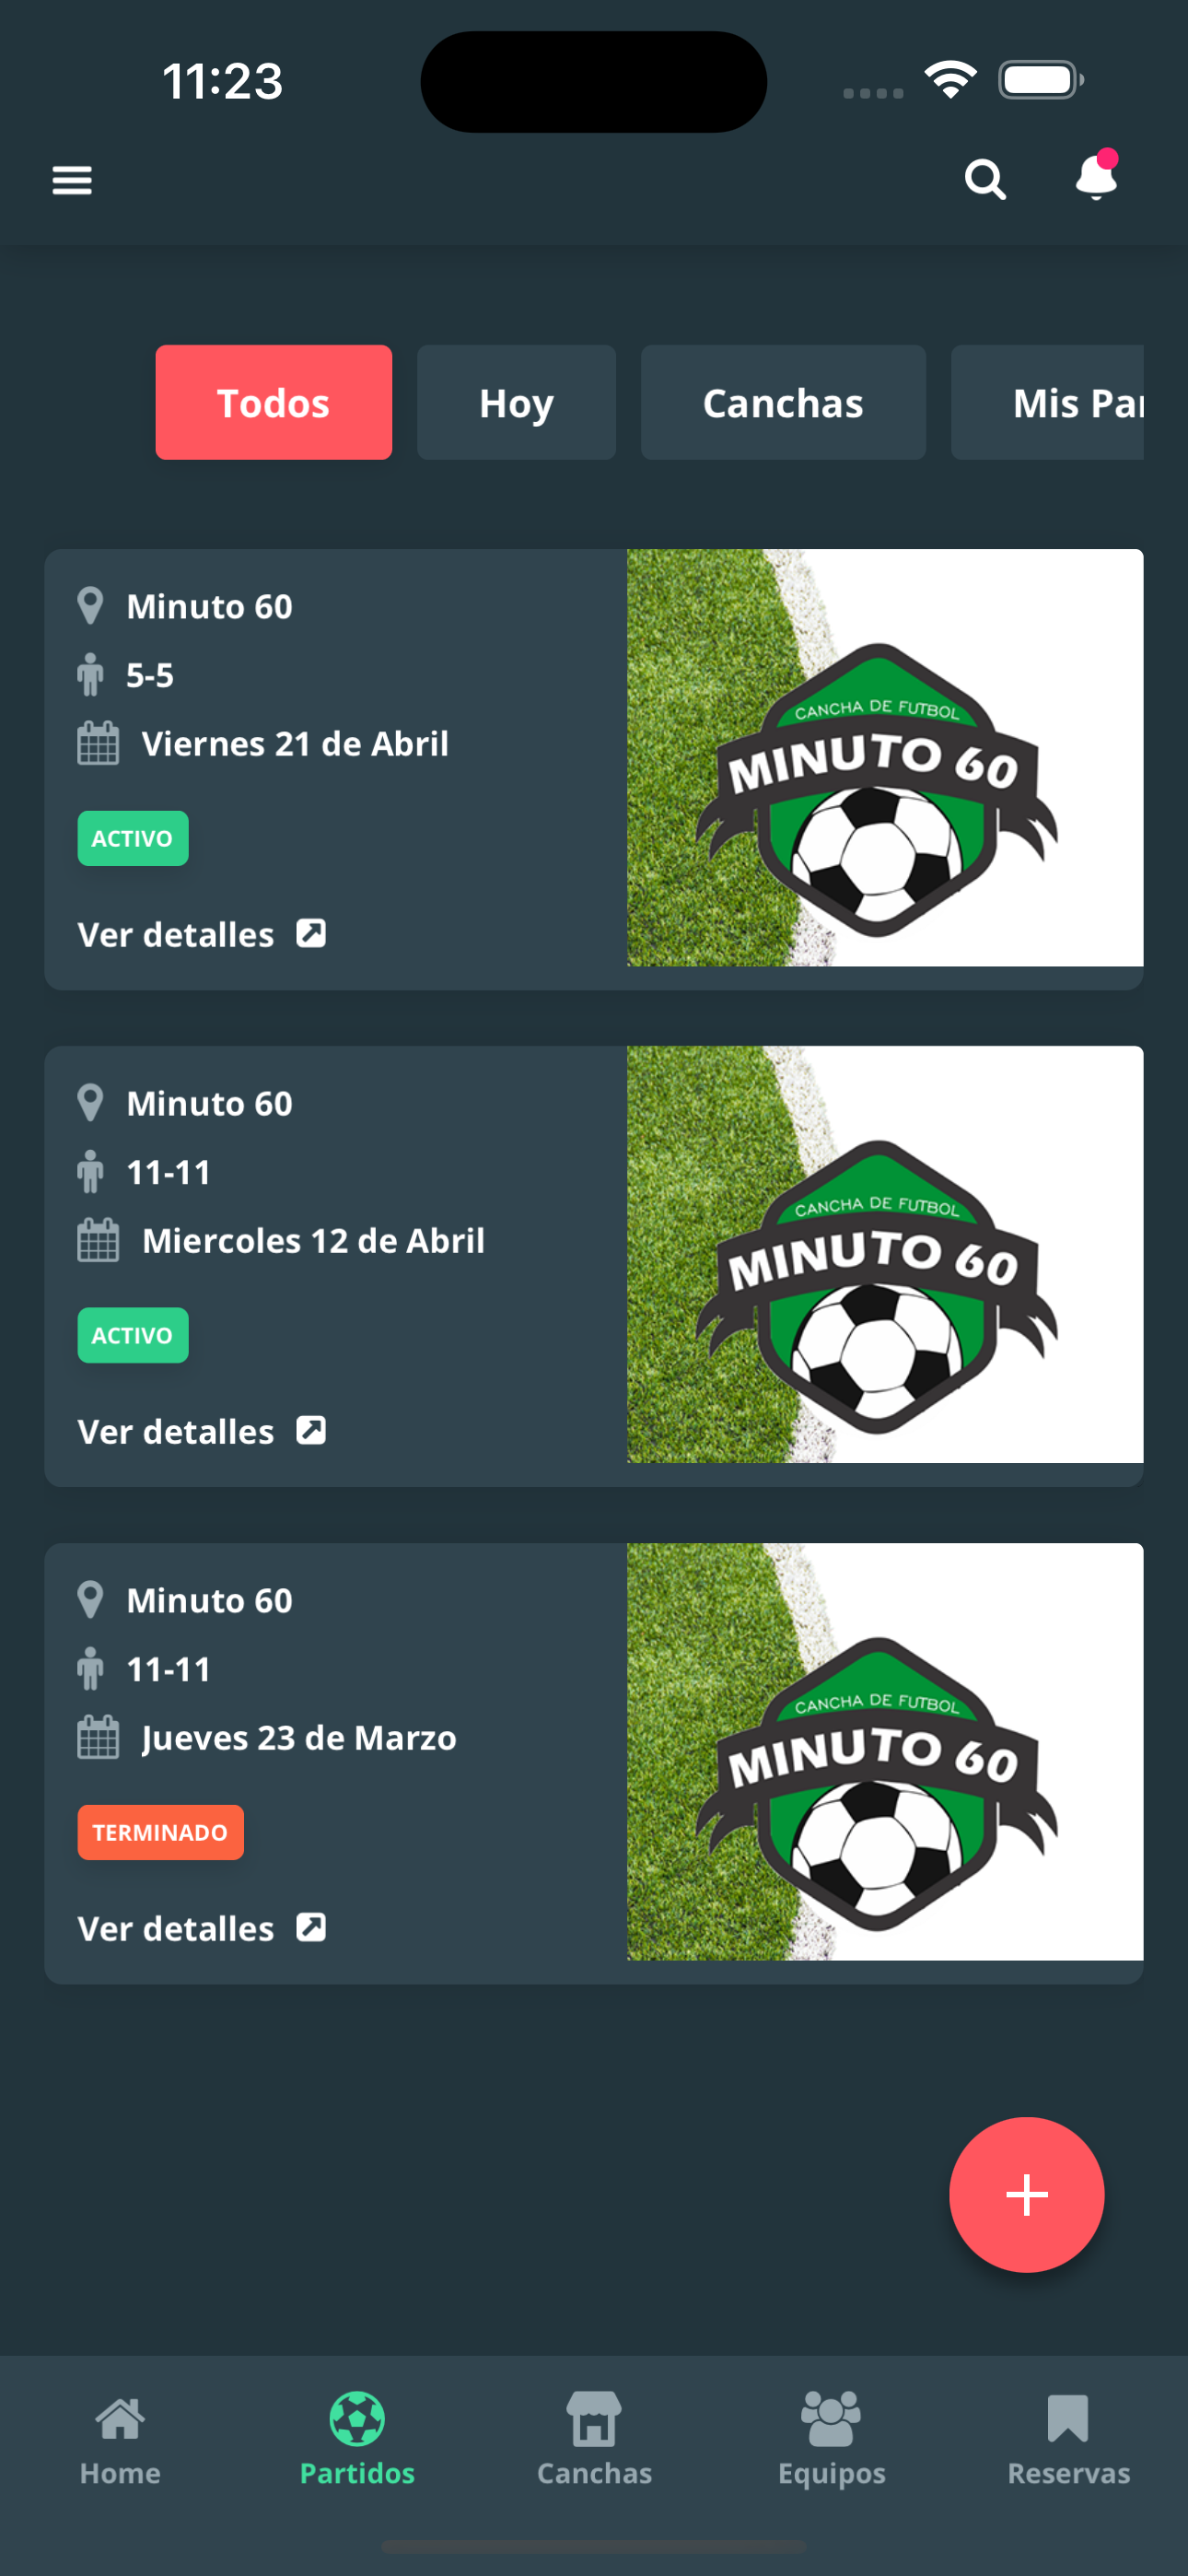 11:23
Todos
Hoy
Canchas
Mis Par
Minuto 60
5-5
Viernes 21 de Abril
ACTIVO
Ver detalles
CANCHA DE FUTBOL
MINUTO 60
Minuto 60
11-11
Miercoles 12 de Abril
ACTIVO
Ver detalles
CANCHA DE FUTBOL
MINUTO 60
Minuto 60
11-11
Jueves 23 de Marzo
TERMINADO
Ver detalles
CANCHA DE FUTBOL
MINUTO 60
Home
Partidos
Canchas
Equipos
Reservas